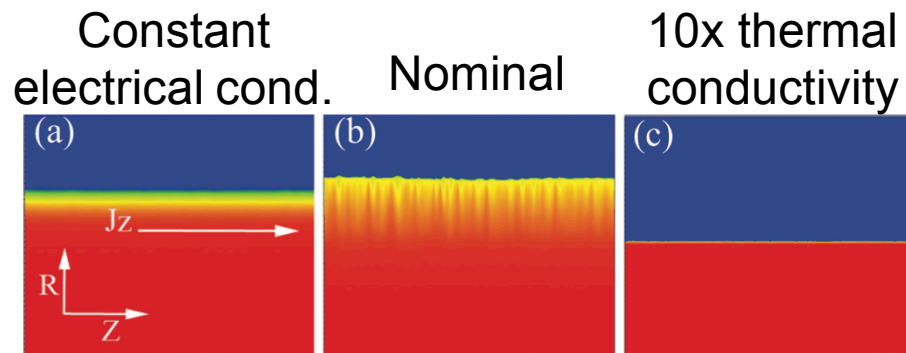 Constant
electrical cond.
Nominal
10x thermal
conductivity
(a)
Jz
R
Z
(b)
(c)